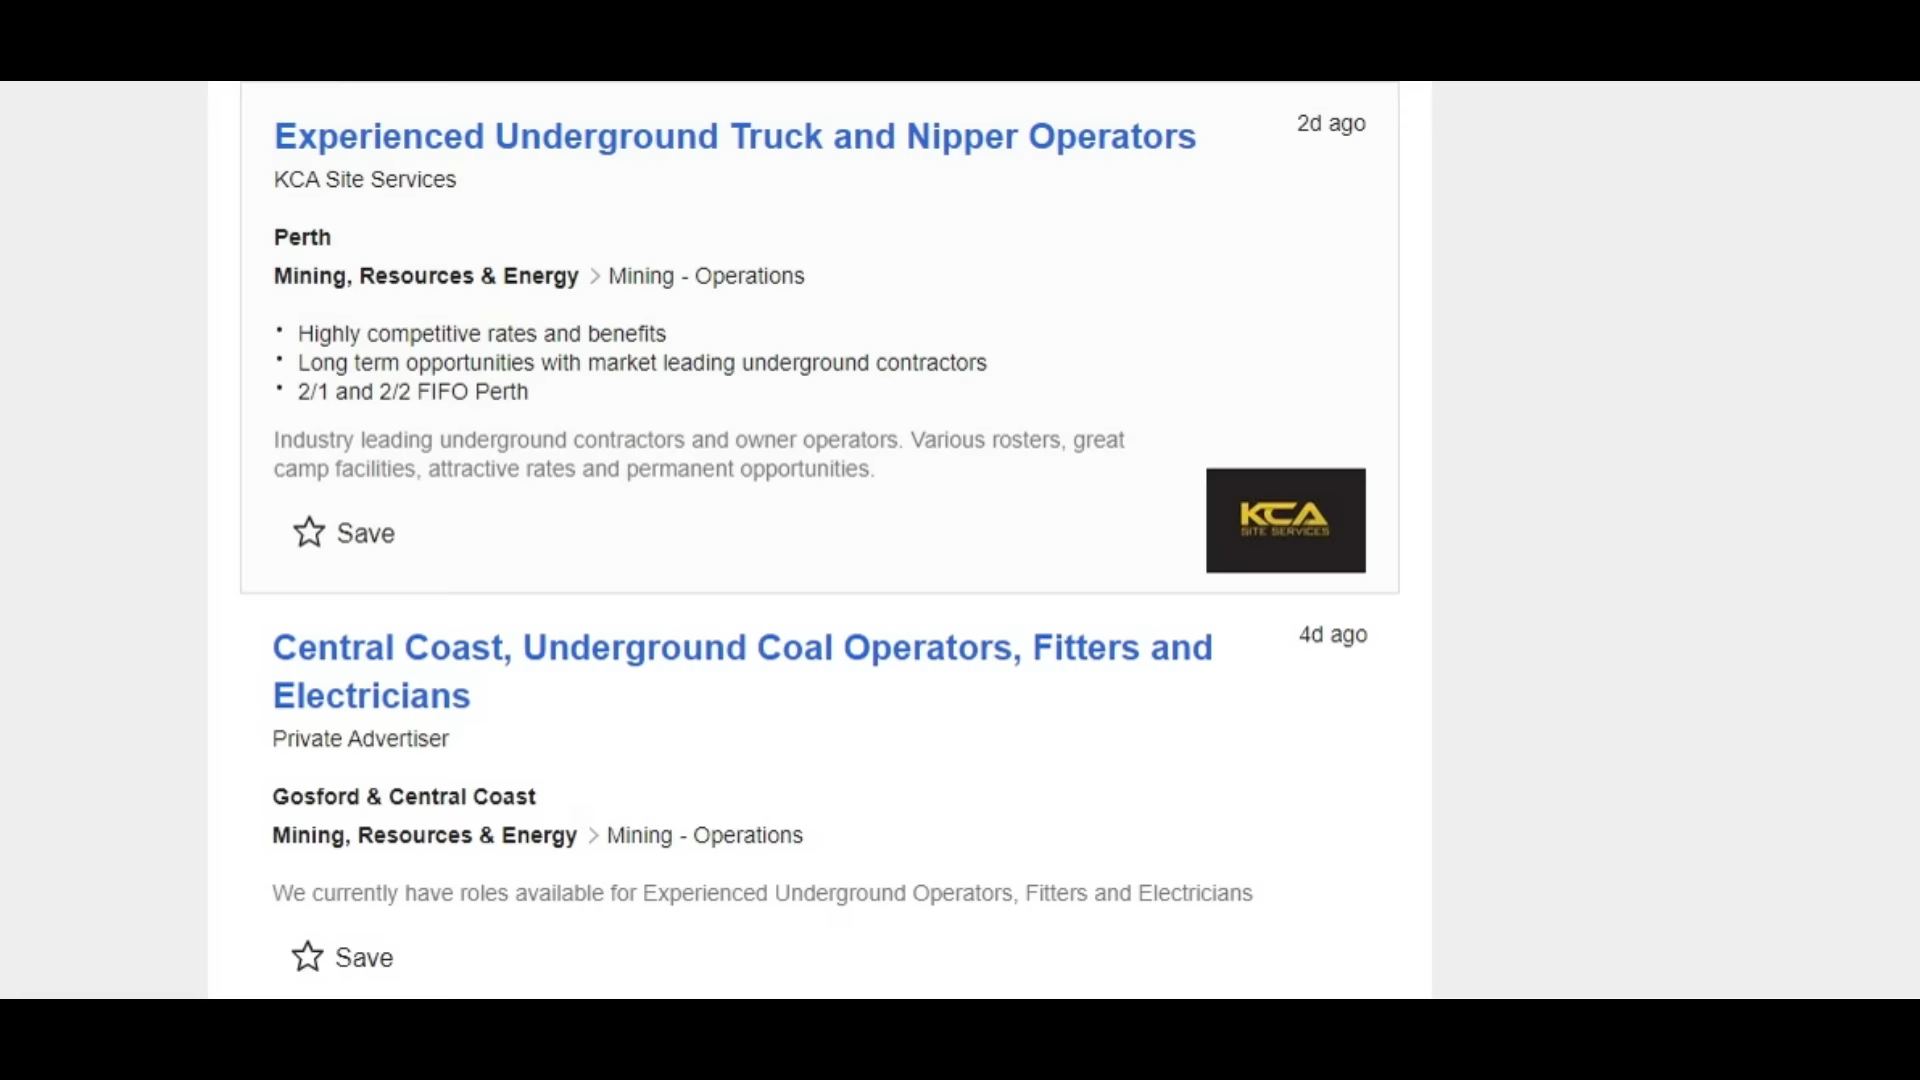 Experienced Underground Truck and Nipper Operators
2d ago
KCA Site Services
Perth
Mining, Resources & Energy > Mining - Operations
• Highly competitive rates and benefits
• Long term opportunities with market leading underground contractors
• 2/1 and 2/2 FIFO Perth
Industry leading underground contractors and owner operators. Various rosters, great
camp facilities, attractive rates and permanent opportunities.
Save
KCA
SITE SERVICES
Central Coast, Underground Coal Operators, Fitters and
Electricians
4d ago
Private Advertiser
Gosford & Central Coast
Mining, Resources & Energy > Mining - Operations
We currently have roles available for Experienced Underground Operators, Fitters and Electricians
Save